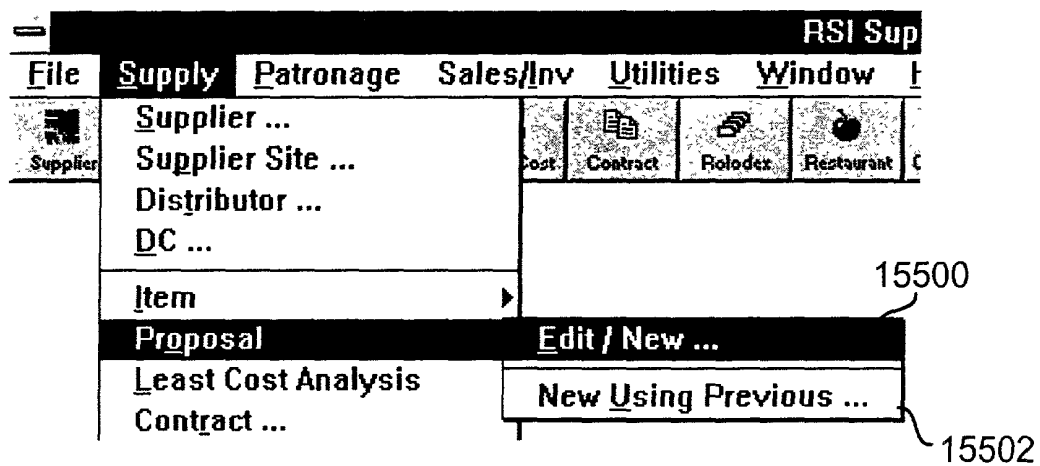 RSI Sup
File Supply Patronage Sales/Inv Utilities Window H
Supplier Cost Contract Rolodex Restaurant
Supplier ...
Supplier Site ...
Distributor ...
DC ...
Item
Proposal
Least Cost Analysis
Contract ...
15500
Edit / New ...
New Using Previous ...
15502